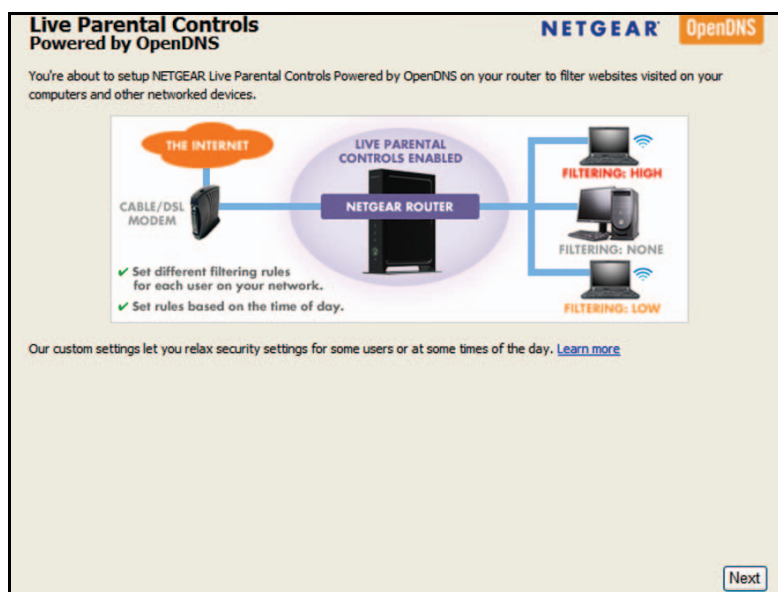 Live Parental Controls
Powered by OpenDNS
NETGEAR
OpenDNS
You're about to setup NETGEAR Live Parental Controls Powered by OpenDNS on your router to filter websites visited on your
computers and other networked devices.
THE INTERNET
CABLE/DSL
MODEM
LIVE PARENTAL
CONTROLS ENABLED
NETGEAR ROUTER
FILTERING: HIGH
FILTERING: NONE
FILTERING: LOW
✔ Set different filtering rules
for each user on your network.
✔ Set rules based on the time of day.
Our custom settings let you relax security settings for some users or at some times of the day. Learn more
Next